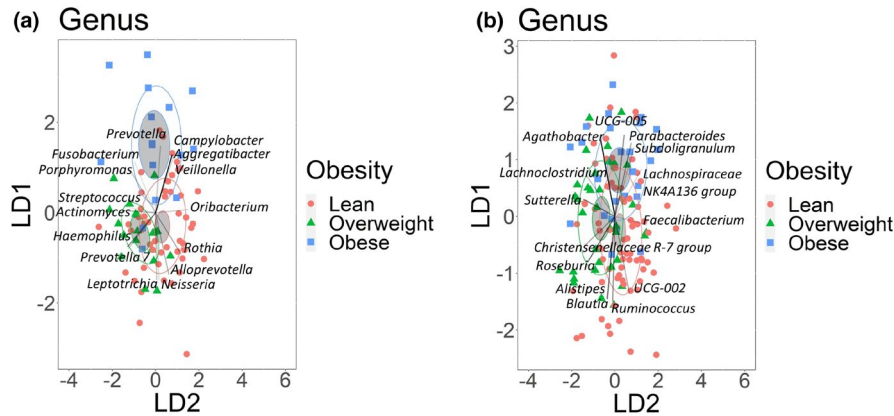 (a) Genus
2
0
-2
LD1
-4 -2 0 2 4 6
LD2
Prevotella
Campylobacter
Fusobacterium
Aggregatibacter
Porphyromonas
Veillonella
Streptococcus
Oribacterium
Actinomyces
Haemophilus
Rothia
Prevotella 7
Alloprevotella
Leptotrichia
Neisseria
Obesity
Lean
Overweight
Obese
(b) Genus
3
2
1
0
-1
-2
LD1
-4 -2 0 2 4 6
LD2
UCG-005
Agathobacter
Parabacteroides
Subdoligranulum
Lachnoclostridium
Lachnospiraceae
NK4A136 group
Sutterella
Faecalibacterium
Christensenellaceae R-7 group
Roseburia
Alistipes
UCG-002
Blautia
Ruminococcus
Obesity
Lean
Overweight
Obese